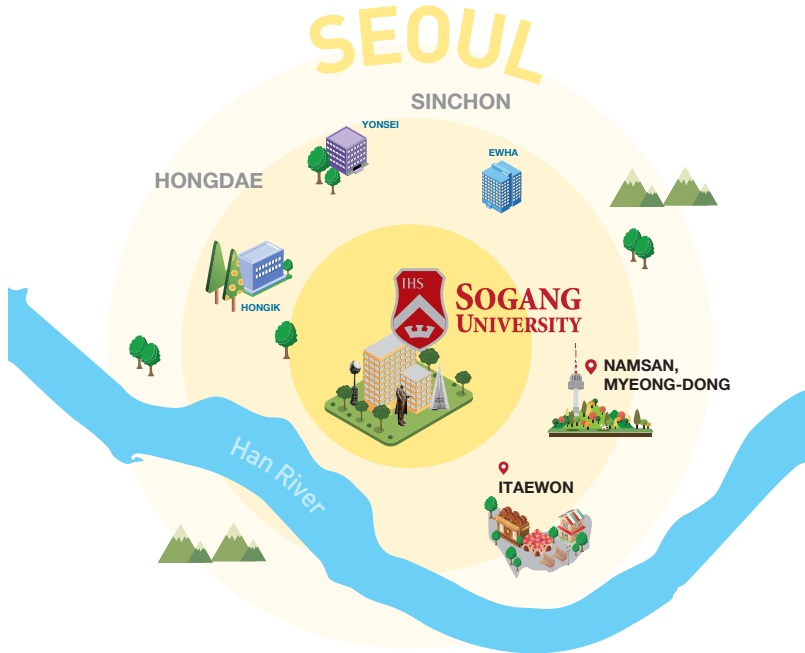 SEOUL
SINCHON
YONSEI
EWHA
HONGDAE
HONGIK
IHS
SOGANG
UNIVERSITY
NAMSAN,
MYEONG-DONG
Han River
ITAEWON